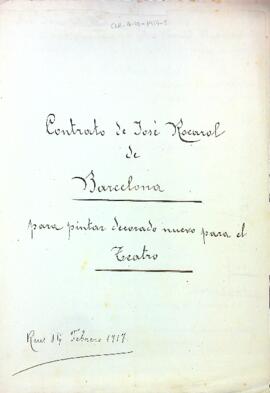 Contrato de José Rocarol
de
Barcelona
para pintar decorado nuevo para el
Teatro
Reus 14 Febrero 1917.